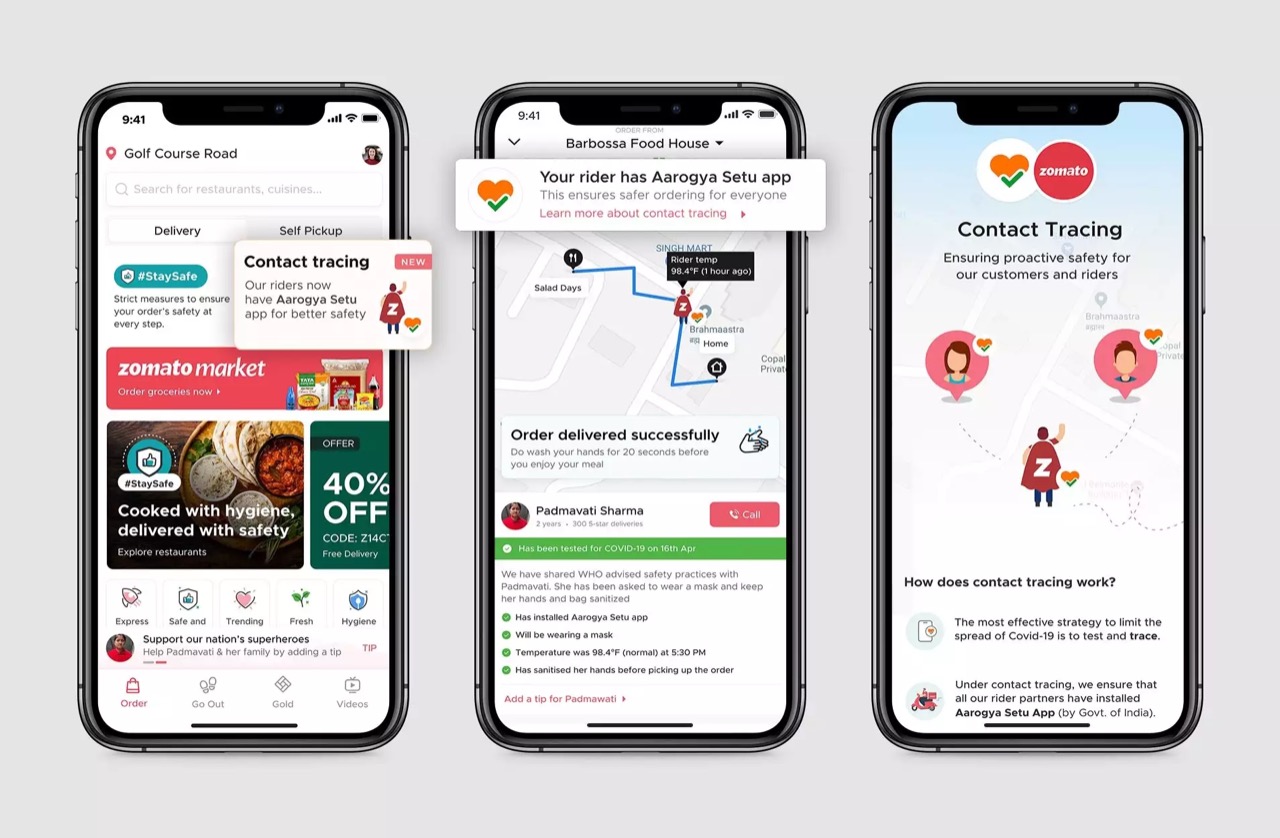 9:41
Golf Course Road
Search for restaurants, cuisines...
Delivery
Self Pickup
#StaySafe
Strict measures to ensure
your order's safety at
every step.
Contact tracing
NEW
Our riders now
have Aarogya Setu
app for better safety
Z
zomato market
Order groceries now
TATA
#StaySafe
Cooked with hygiene,
delivered with safety
Explore restaurants
OFFER
40%
OFF
CODE: Z14C
Free Delivery
Express
Safe and
Trending
Fresh
Hygiene
Support our nation's superheroes
Help Padmavati & her family by adding a tip
TIP
Order
Go Out
Gold
Videos
9:41
ORDER FROM
Barbossa Food House
Your rider has Aarogya Setu app
This ensures safer ordering for everyone
Learn more about contact tracing
SINGH MART
Rider temp
98.4°F (1 hour ago)
Salad Days
Z
Brahmaastra
Home
Copal
Privat
Order delivered successfully
Do wash your hands for 20 seconds before
you enjoy your meal
Padmavati Sharma
2 years • 300 5-star deliveries
Call
Has been tested for COVID-19 on 16th Apr
We have shared WHO advised safety practices with
Padmavati. She has been asked to wear a mask and keep
her hands and bag sanitized
Has installed Aarogya Setu app
Will be wearing a mask
Temperature was 98.4°F (normal) at 5:30 PM
Has sanitised her hands before picking up the order
Add a tip for Padmawati
zomato
Contact Tracing
Ensuring proactive safety for
our customers and riders
Brahmaastra
opal
Private
Z
How does contact tracing work?
The most effective strategy to limit the
spread of Covid-19 is to test and trace.
Under contact tracing, we ensure that
all our rider partners have installed
Aarogya Setu App (by Govt. of India).